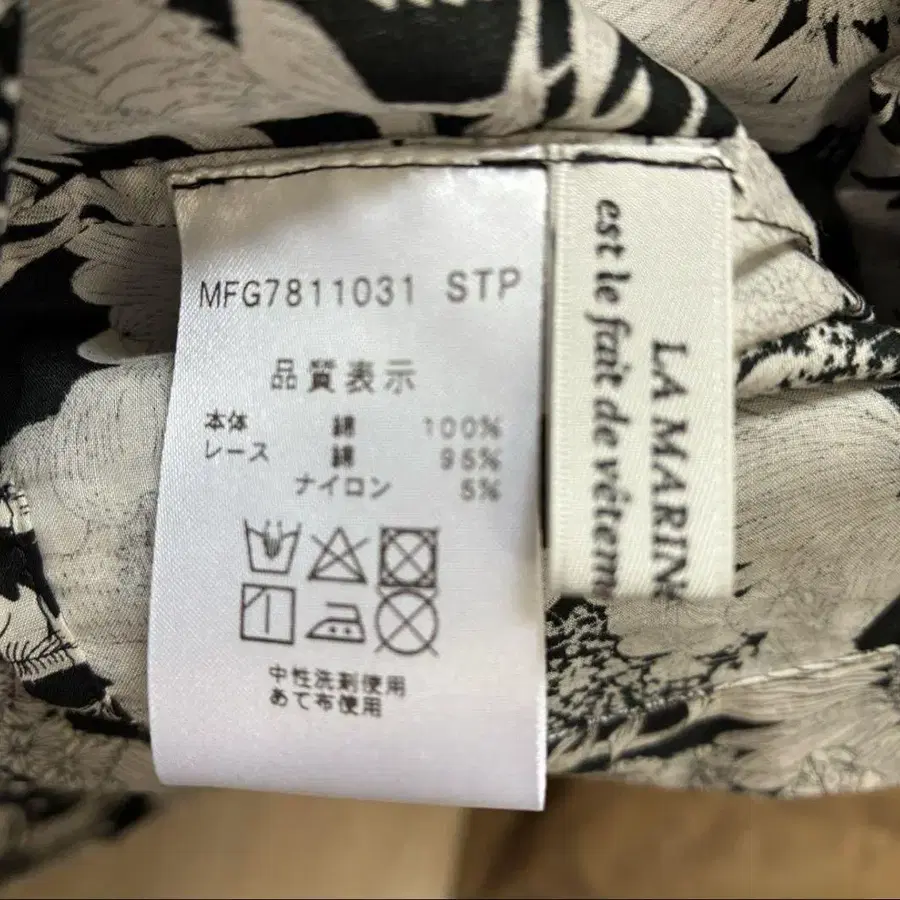 MFG7811031 STP
品質表示
本体 綿 100%
レース 綿 95%
ナイロン 5%
中性洗剤使用
あて布使用
LA MARIN
est le fait de vêtem